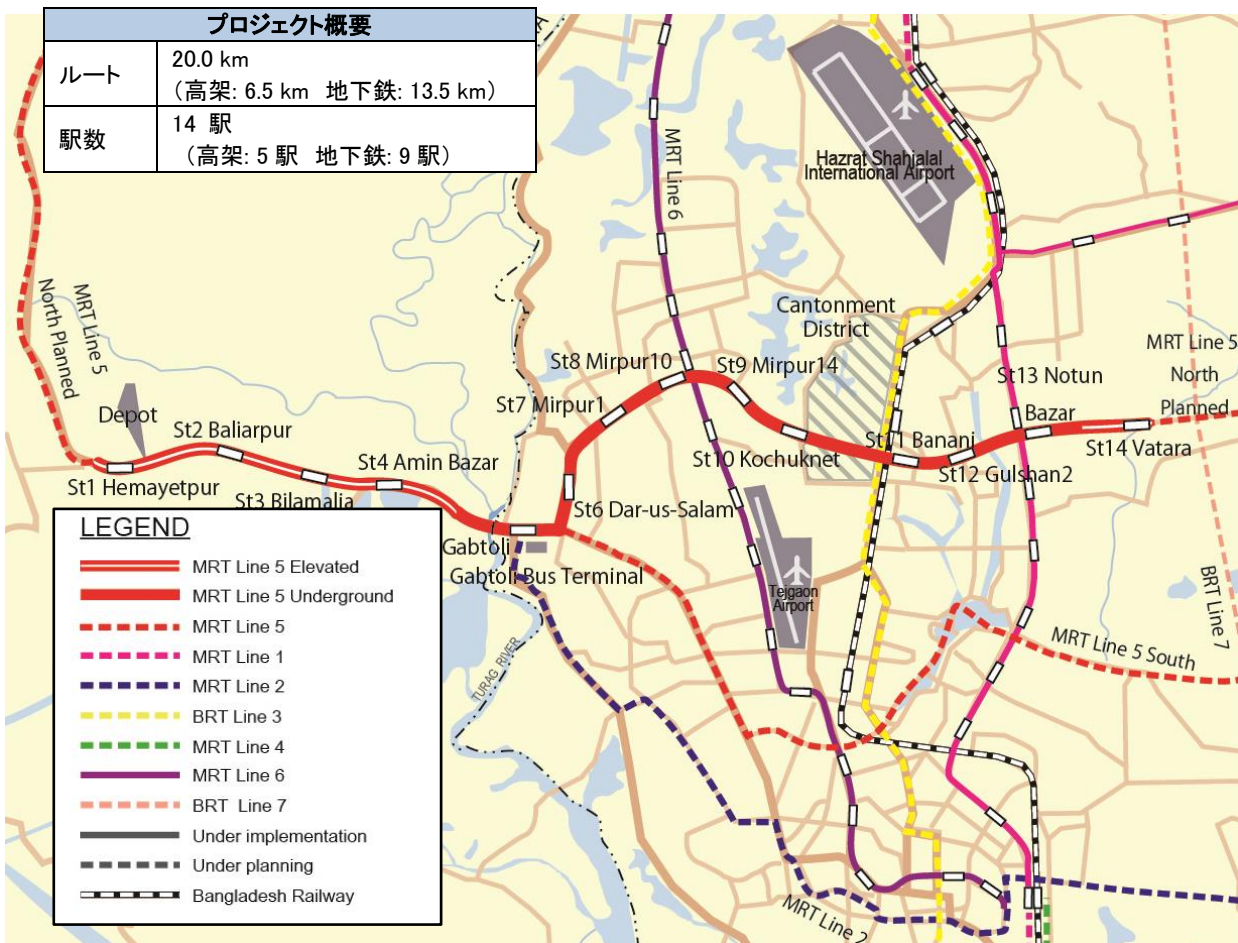 プロジェクト概要
ルート
20.0 km
（高架: 6.5 km 地下鉄: 13.5 km）
駅数
14 駅
（高架: 5 駅 地下鉄: 9 駅）
MRT Line 6
Hazrat Shahjalal
International Airport
MRT Line 5
North Planned
Cantonment
District
MRT Line 5
North
Planned
St8 Mirpur10
St9 Mirpur14
St13 Notun
Bazar
St7 Mirpur1
Depot
St2 Baliarpur
St11 Banani
St14 Vatara
St4 Amin Bazar
St10 Kochuknet
St12 Gulshan2
St1 Hemayetpur
St3 Bilamalia
St6 Dar-us-Salam
Gabtoli
Gabtoli Bus Terminal
Tejgaon
Airport
BRT Line 7
MRT Line 5 South
TURAG RIVER
MRT Line 2
LEGEND
MRT Line 5 Elevated
MRT Line 5 Underground
MRT Line 5
MRT Line 1
MRT Line 2
BRT Line 3
MRT Line 4
MRT Line 6
BRT Line 7
Under implementation
Under planning
Bangladesh Railway